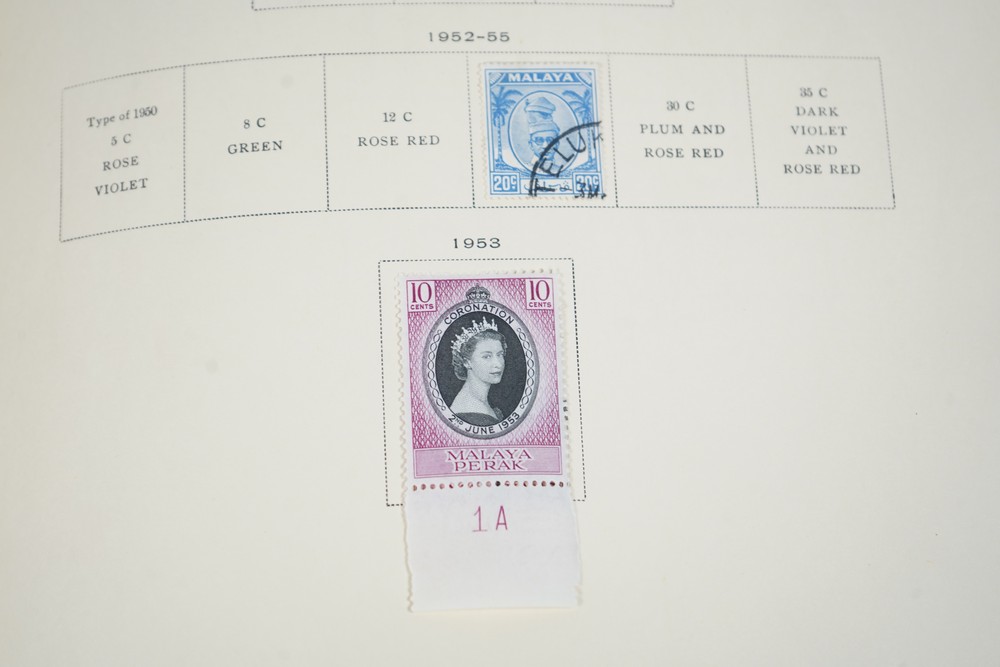 1952-55
Type of 1950
5 C
ROSE
VIOLET
8 C
GREEN
12 C
ROSE RED
MALAYA
TELUK
20C
20C
30 C
PLUM AND
ROSE RED
35 C
DARK
VIOLET
AND
ROSE RED
1953
10 10
CENTS CENTS
CORONATION
2ND JUNE 1953
MALAYA
PERAK
1A